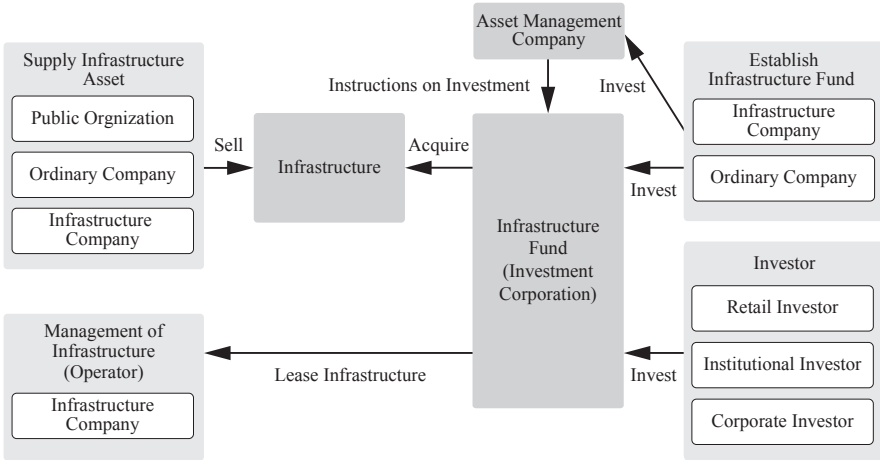 Asset Management
Company
Supply Infrastructure
Asset
Public Orgnization
Ordinary Company
Infrastructure
Company
Sell
Infrastructure
Acquire
Instructions on Investment
Invest
Establish
Infrastructure Fund
Infrastructure
Company
Ordinary Company
Invest
Infrastructure
Fund
(Investment
Corporation)
Investor
Retail Investor
Institutional Investor
Corporate Investor
Invest
Management of
Infrastructure
(Operator)
Infrastructure
Company
Lease Infrastructure